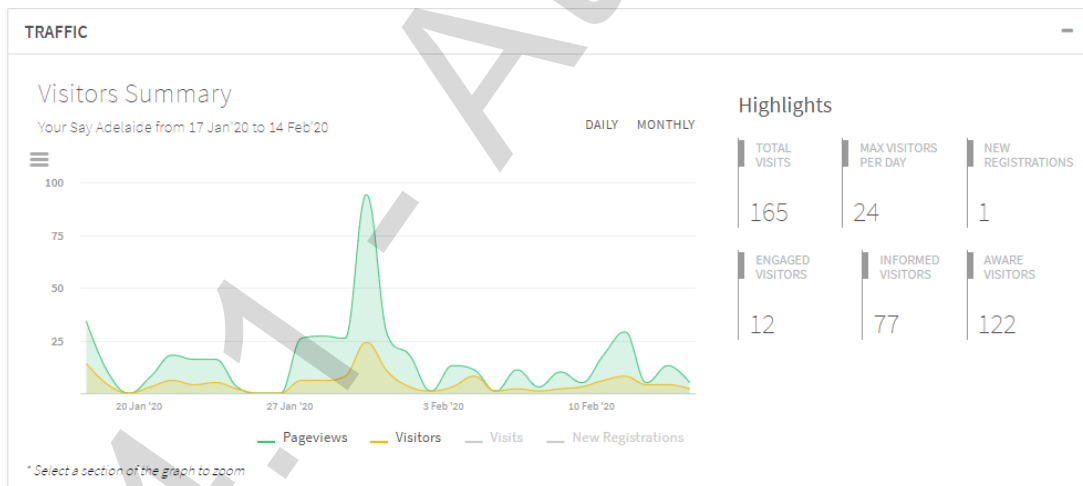 TRAFFIC
Visitors Summary
Your Say Adelaide from 17 Jan'20 to 14 Feb'20
DAILY MONTHLY
100
75
50
25
20 Jan '20 27 Jan '20 3 Feb '20 10 Feb '20
Pageviews Visitors Visits New Registrations
* Select a section of the graph to zoom
Highlights
TOTAL VISITS
165
MAX VISITORS PER DAY
24
NEW REGISTRATIONS
1
ENGAGED VISITORS
12
INFORMED VISITORS
77
AWARE VISITORS
122